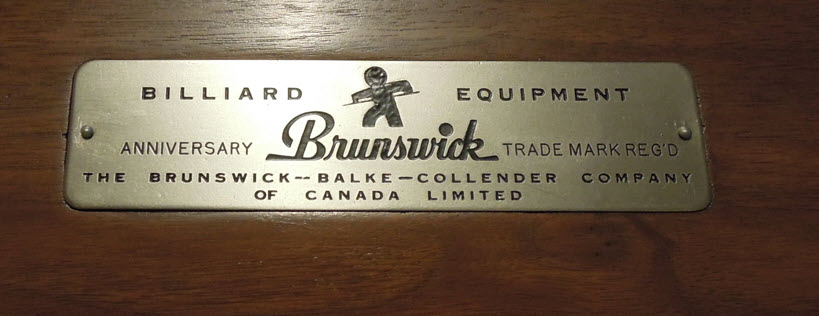 BILLIARD EQUIPMENT
ANNIVERSARY Brunswick TRADE MARK REG'D
THE BRUNSWICK--BALKE-COLLENDER COMPANY
OF CANADA LIMITED